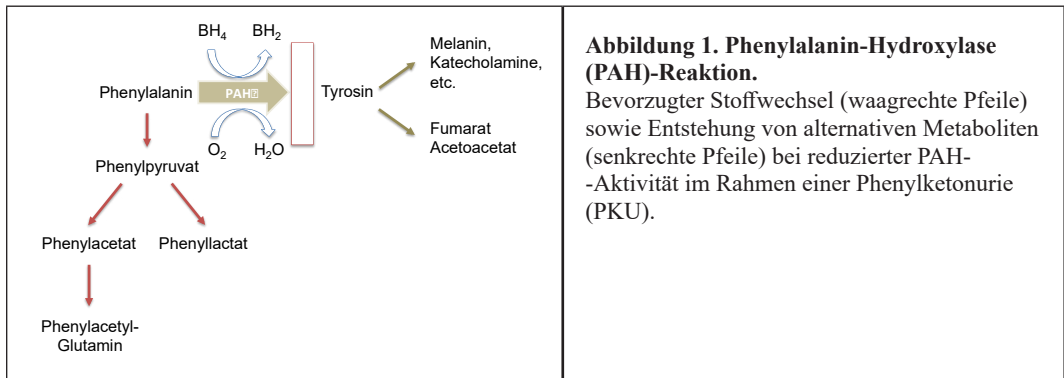 BH₄ BH₂
Melanin,
Katecholamine,
etc.
Phenylalanin PAH Tyrosin
O₂ H₂O
Fumarat
Acetoacetat
Phenylpyruvat
Phenylacetat Phenyllactat
Phenylacetyl-
Glutamin
Abbildung 1. Phenylalanin-Hydroxylase
(PAH)-Reaktion.
Bevorzugter Stoffwechsel (waagrechte Pfeile)
sowie Entstehung von alternativen Metaboliten
(senkrechte Pfeile) bei reduzierter PAH-
-Aktivität im Rahmen einer Phenylketonurie
(PKU).